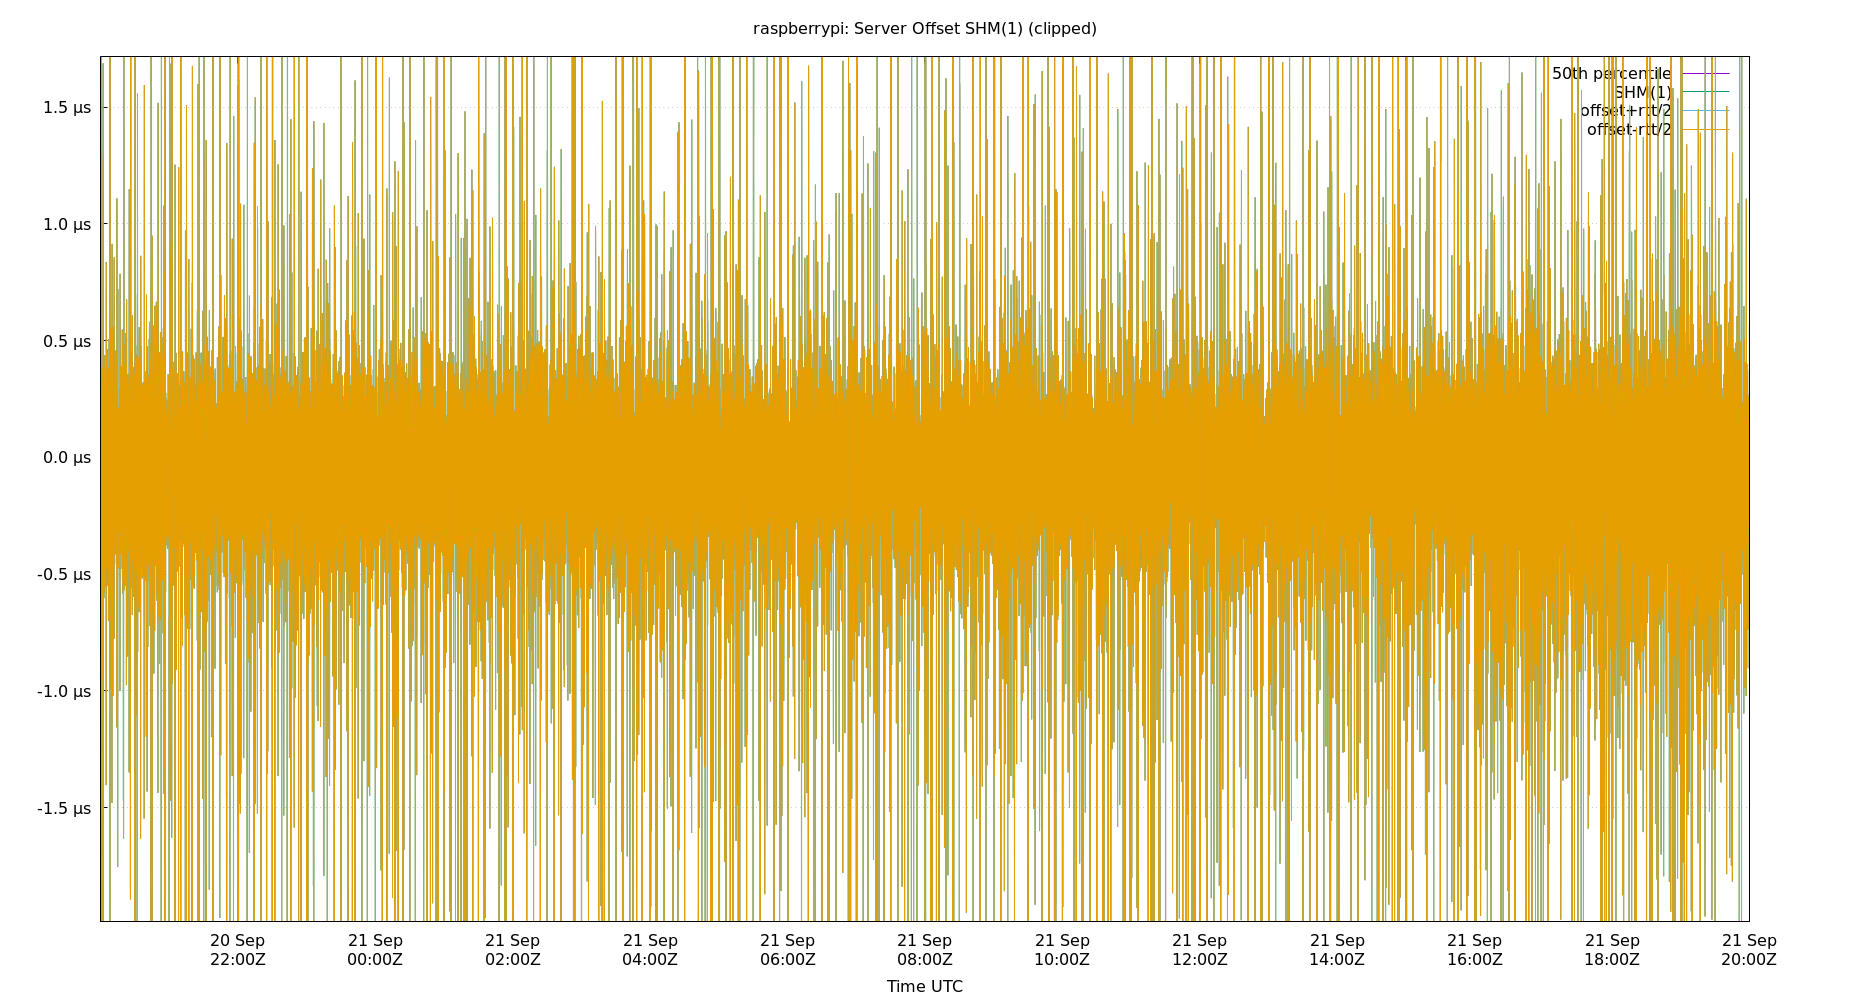 raspberrypi: Server Offset SHM(1) (clipped)
50th percentile
SHM(1)
offset+rtt/2
offset-rtt/2
1.5 µs
1.0 µs
0.5 µs
0.0 µs
-0.5 µs
-1.0 µs
-1.5 µs
20 Sep 21 Sep 21 Sep 21 Sep 21 Sep 21 Sep 21 Sep 21 Sep 21 Sep 21 Sep 21 Sep 21 Sep
22:00Z 00:00Z 02:00Z 04:00Z 06:00Z 08:00Z 10:00Z 12:00Z 14:00Z 16:00Z 18:00Z 20:00Z
Time UTC